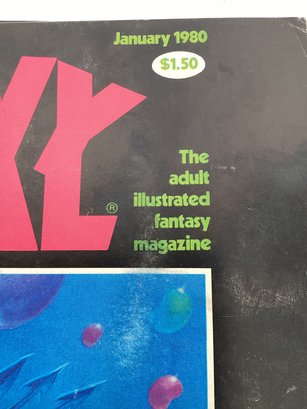 January 1980
$1.50
The
adult
illustrated
fantasy
magazine
®